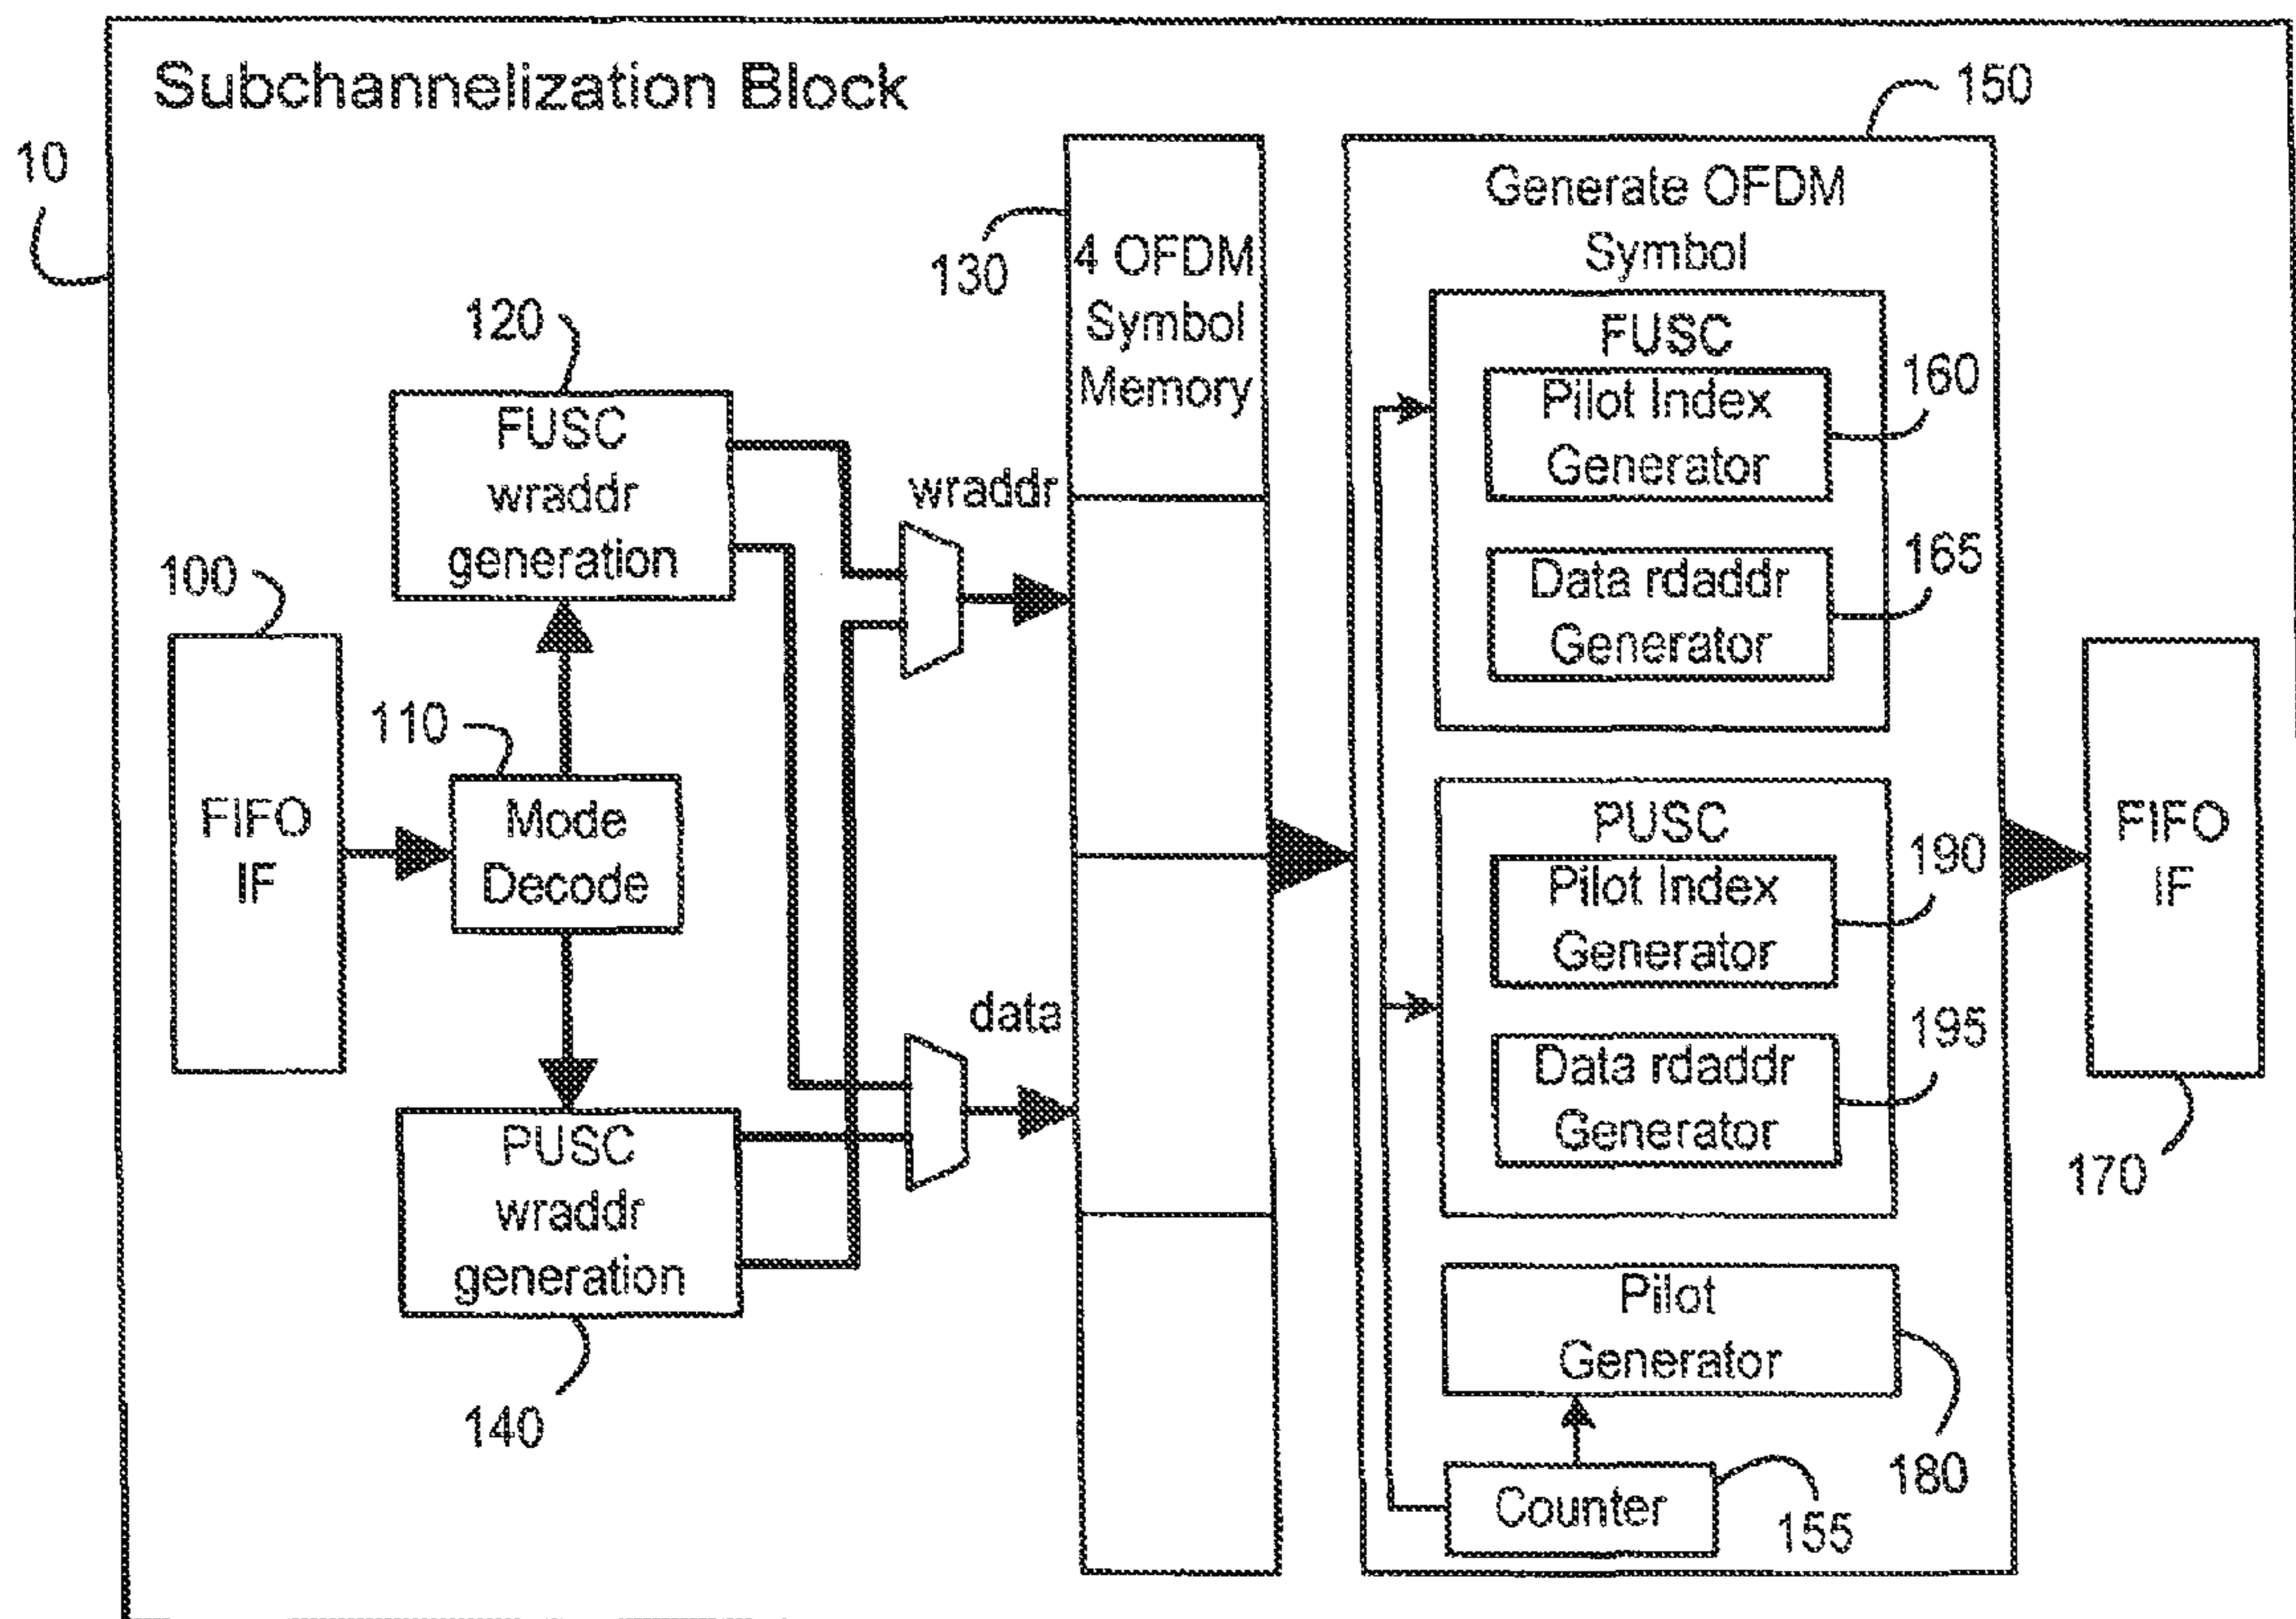 Subchannelization Block
10
100
FIFO
IF
110
Mode
Decode
120
FUSC
wraddr
generation
PUSC
wraddr
generation
140
wraddr
data
130
4 OFDM
Symbol
Memory
150
Generate OFDM
Symbol
FUSC
Pilot Index
Generator
160
Data rdaddr
Generator
165
PUSC
Pilot Index
Generator
190
Data rdaddr
Generator
195
Pilot
Generator
180
Counter
155
FIFO
IF
170